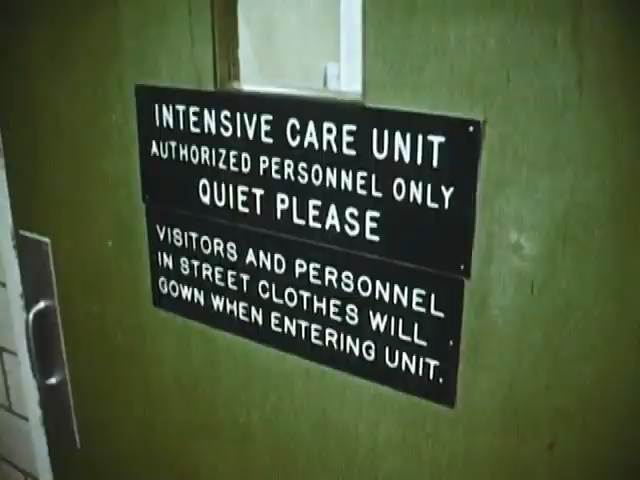 INTENSIVE CARE UNIT
AUTHORIZED PERSONNEL ONLY
QUIET PLEASE
VISITORS AND PERSONNEL
IN STREET CLOTHES WILL
GOWN WHEN ENTERING UNIT.